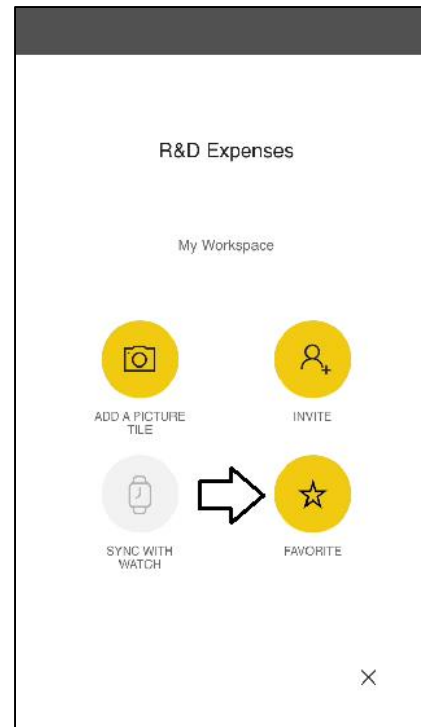 R&D Expenses
My Workspace
ADD A PICTURE
TILE
INVITE
SYNC WITH
WATCH
FAVORITE